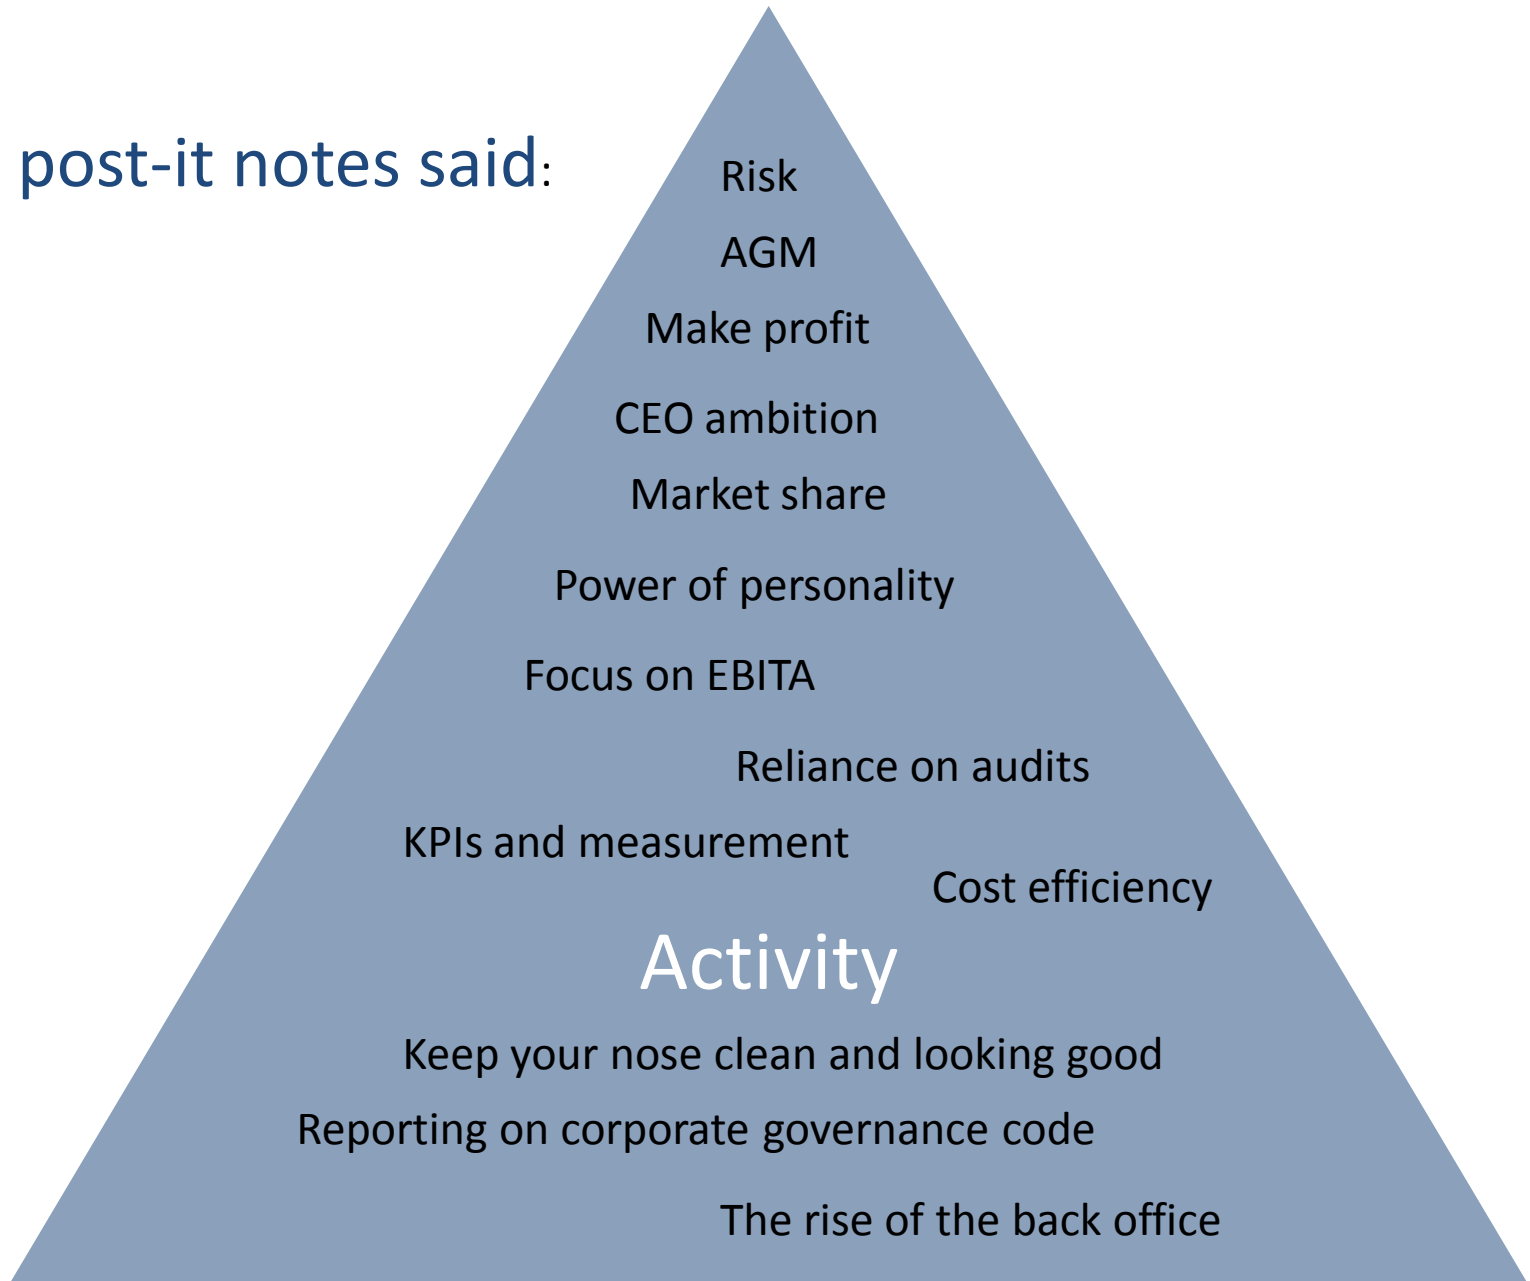 post-it notes said:
Risk
AGM
Make profit
CEO ambition
Market share
Power of personality
Focus on EBITA
Reliance on audits
KPIs and measurement
Cost efficiency
Activity
Keep your nose clean and looking good
Reporting on corporate governance code
The rise of the back office